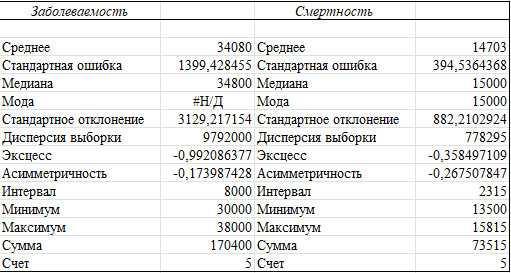 Заболеваемость Смертность
Среднее 34080 Среднее 14703
Стандартная ошибка 1399,428455 Стандартная ошибка 394,5364368
Медиана 34800 Медиана 15000
Мода #Н/Д Мода 15000
Стандартное отклонение 3129,217154 Стандартное отклонение 882,2102924
Дисперсия выборки 9792000 Дисперсия выборки 778295
Эксцесс -0,992086377 Эксцесс -0,358497109
Асимметричность -0,173987428 Асимметричность -0,267507847
Интервал 8000 Интервал 2315
Минимум 30000 Минимум 13500
Максимум 38000 Максимум 15815
Сумма 170400 Сумма 73515
Счет 5 Счет 5